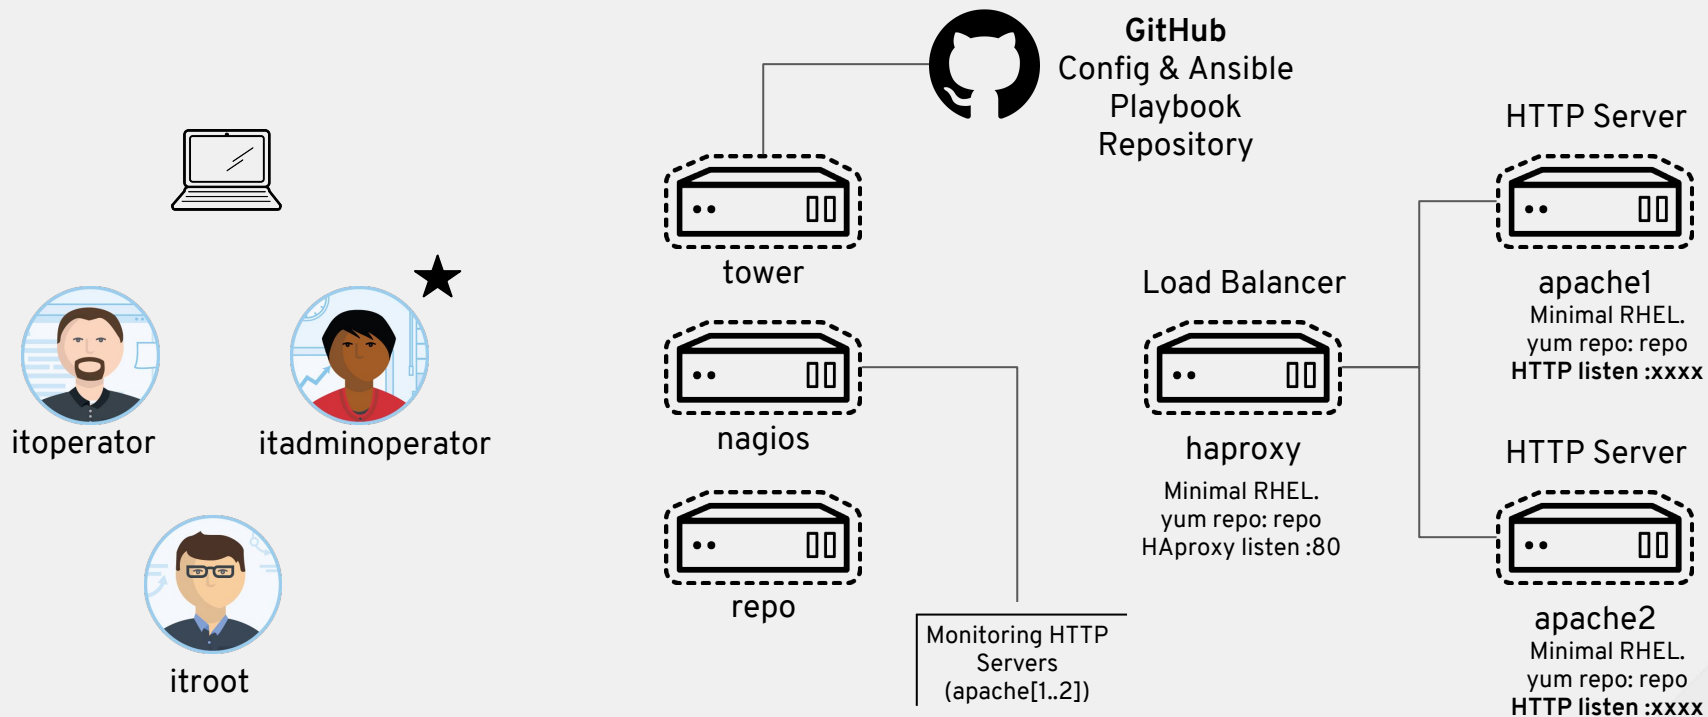 GitHub
Config & Ansible
Playbook
Repository
HTTP Server
tower
Load Balancer
apache1
Minimal RHEL.
yum repo: repo
HTTP listen :xxxx
itoperator
itadminoperator
nagios
haproxy
Minimal RHEL.
yum repo: repo
HAproxy listen :80
HTTP Server
repo
itroot
Monitoring HTTP
Servers
(apache[1..2])
apache2
Minimal RHEL.
yum repo: repo
HTTP listen :xxxx